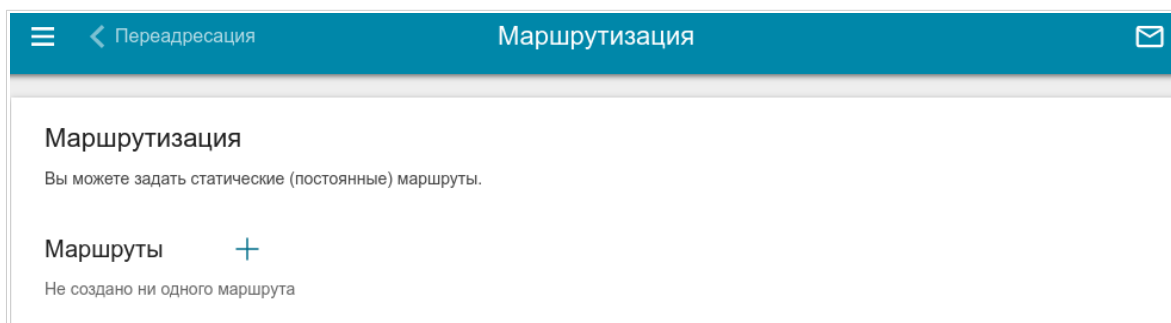 Переадресация
Маршрутизация
Маршрутизация
Вы можете задать статические (постоянные) маршруты.
Маршруты
Не создано ни одного маршрута